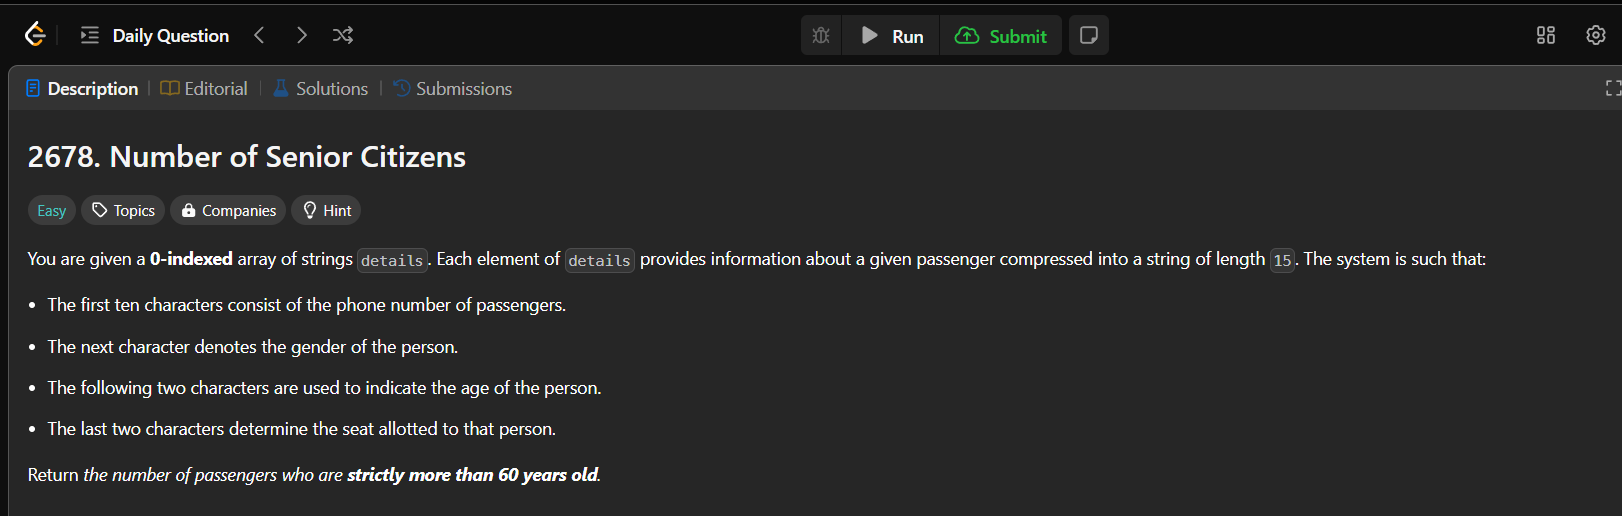 Daily Question
Run
Submit
Description
Editorial
Solutions
Submissions
2678. Number of Senior Citizens
Easy
Topics
Companies
Hint
You are given a 0-indexed array of strings details. Each element of details provides information about a given passenger compressed into a string of length 15. The system is such that:
• The first ten characters consist of the phone number of passengers.
• The next character denotes the gender of the person.
• The following two characters are used to indicate the age of the person.
• The last two characters determine the seat allotted to that person.
Return the number of passengers who are strictly more than 60 years old.